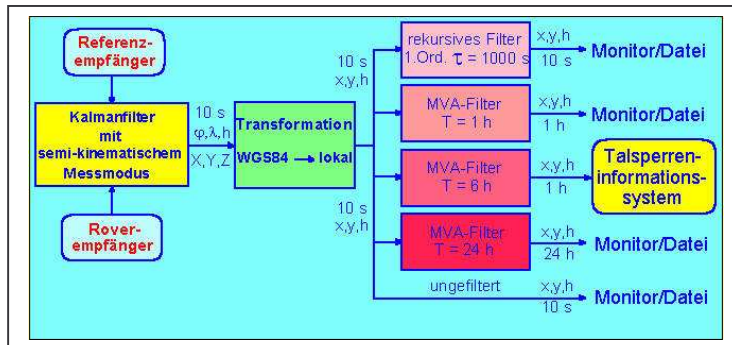 Referenz-
empfänger
Kalmanfilter
mit
semi-kinematischem
Messmodus
Rover-
empfänger
10 s
φ,λ,h
X,Y,Z
Transformation
WGS84 → lokal
10 s
x,y,h
10 s
x,y,h
rekursives Filter
1.Ord. τ = 1000 s
x,y,h
10 s
Monitor/Datei
MVA-Filter
T = 1 h
x,y,h
1 h
Monitor/Datei
MVA-Filter
T = 6 h
x,y,h
1 h
Talsperren-
informations-
system
MVA-Filter
T = 24 h
x,y,h
24 h
Monitor/Datei
ungefiltert
x,y,h
10 s
Monitor/Datei